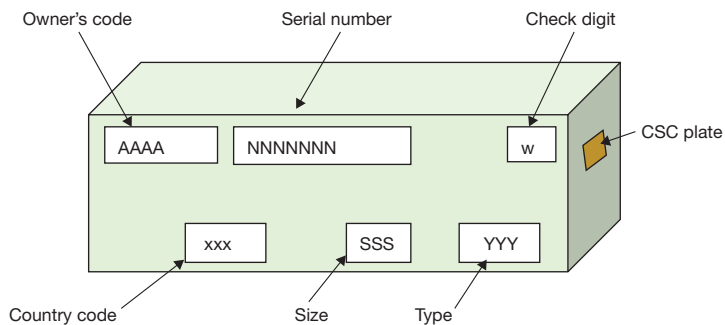 Owner's code Serial number Check digit
CSC plate
AAAA NNNNNNN w
xxx SSS YYY
Country code Size Type